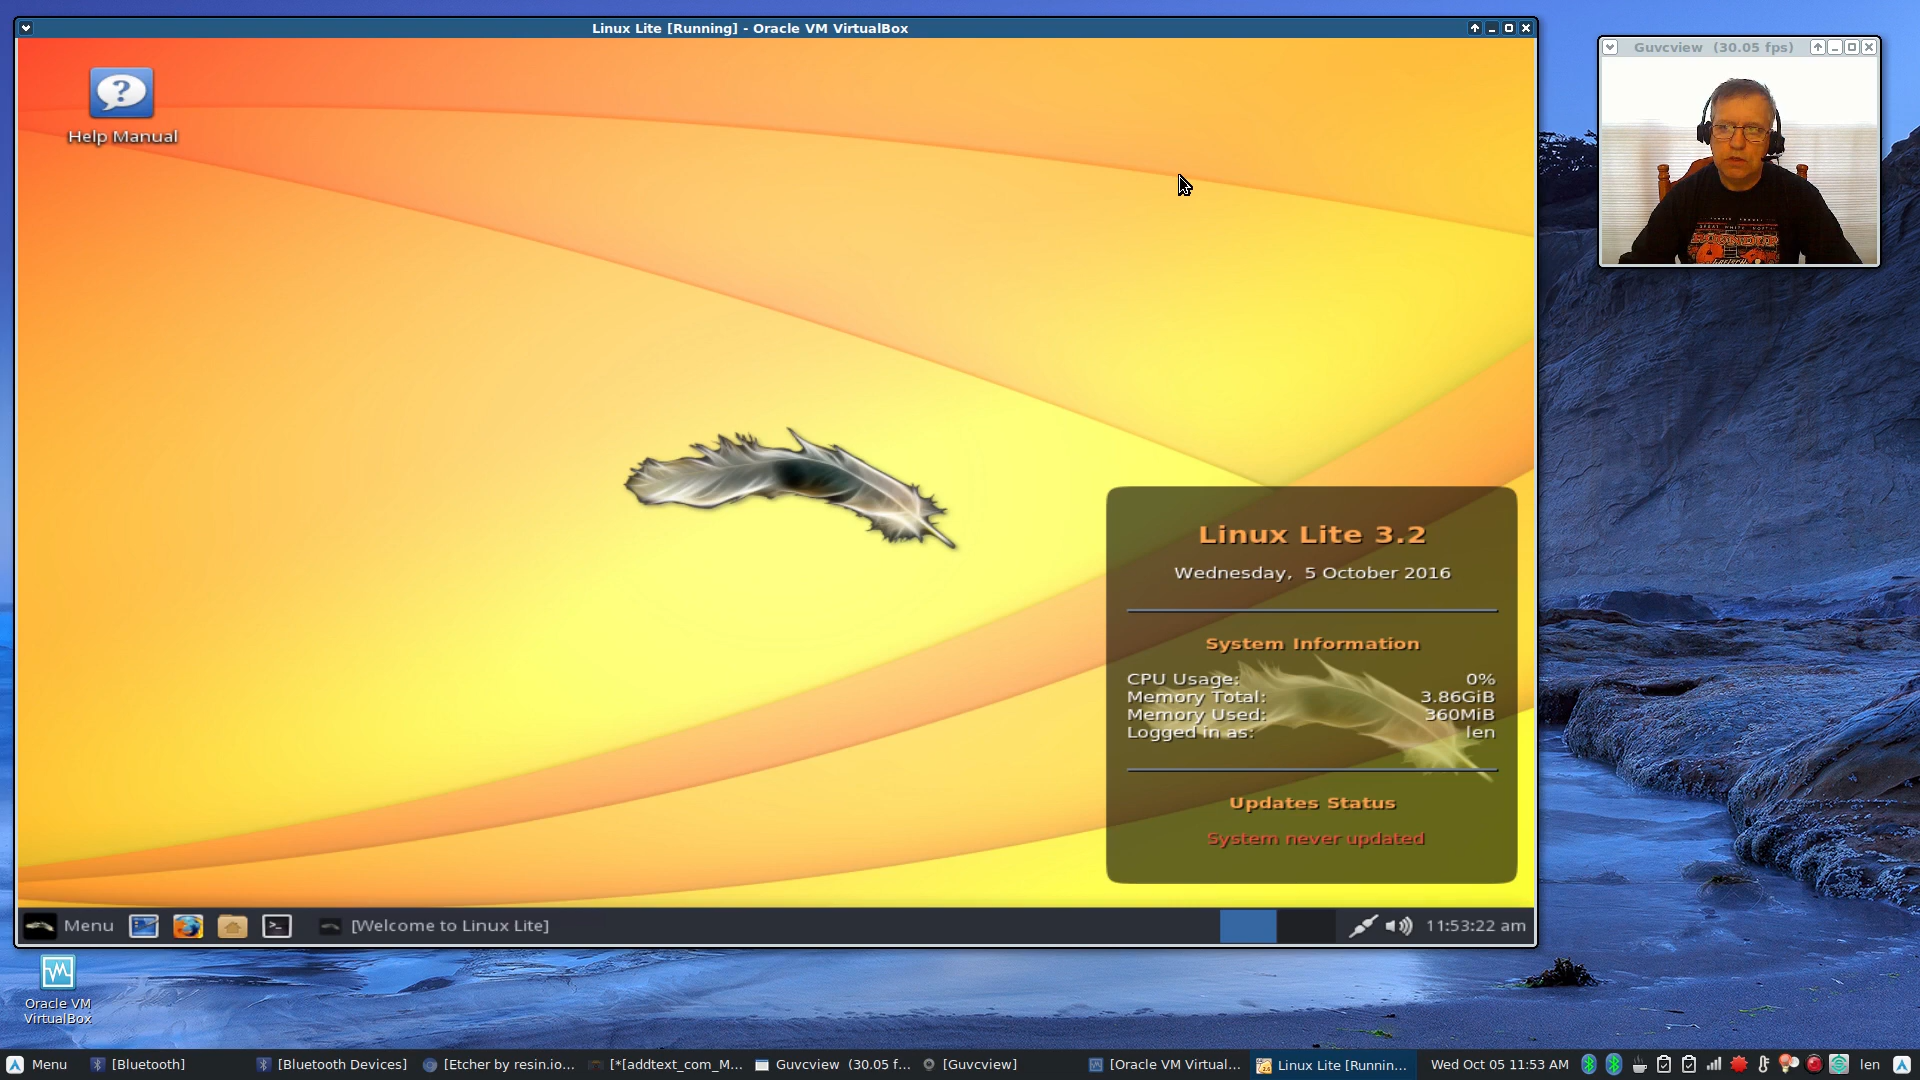 Linux Lite [Running] - Oracle VM VirtualBox
Guvcview (30.05 fps)
Help Manual
Linux Lite 3.2
Wednesday, 5 October 2016
System Information
CPU Usage: 0%
Memory Total: 3.86GiB
Memory Used: 360MiB
Logged in as: len
Updates Status
System never updated
Menu
[Welcome to Linux Lite]
11:53:22 am
Oracle VM
VirtualBox
Menu
[Bluetooth]
[Bluetooth Devices]
[Etcher by resin.io...
[*[addtext_com_M...
Guvcview (30.05 f...
[Guvcview]
[Oracle VM Virtual...
Linux Lite [Runnin...
Wed Oct 05 11:53 AM
len